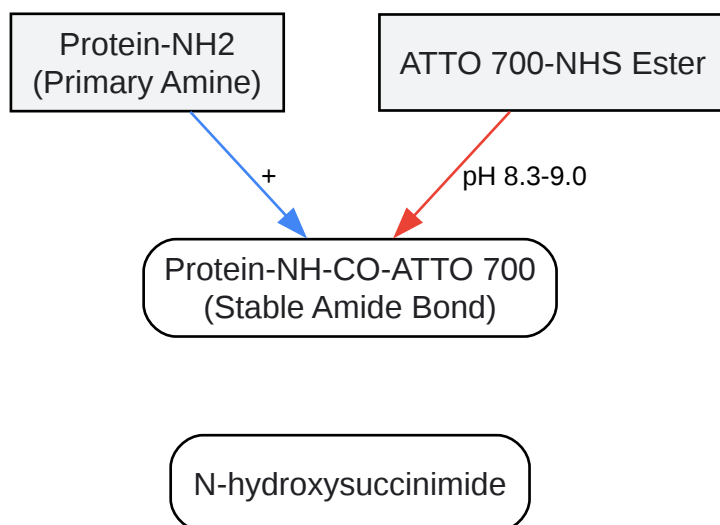 Protein-NH2
(Primary Amine)
ATTO 700-NHS Ester
+
pH 8.3-9.0
Protein-NH-CO-ATTO 700
(Stable Amide Bond)
N-hydroxysuccinimide